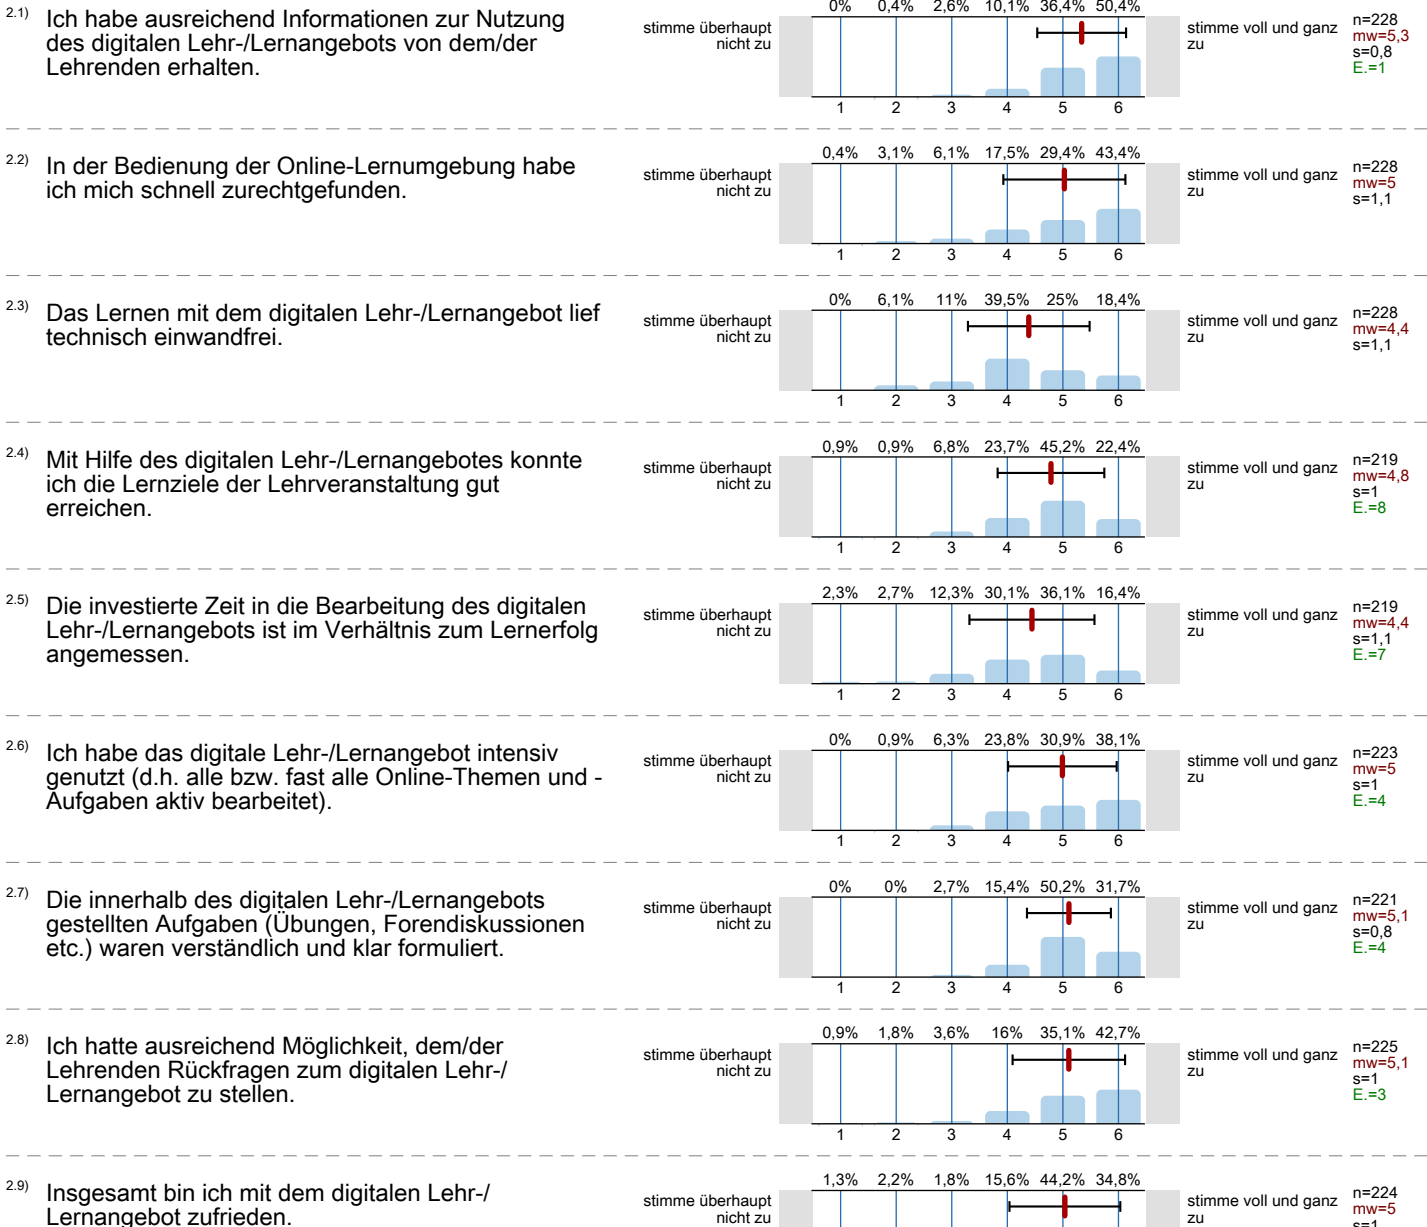 2.1) Ich habe ausreichend Informationen zur Nutzung
des digitalen Lehr-/Lernangebots von dem/der
Lehrenden erhalten.
stimme überhaupt
nicht zu
0% 0,4% 2,6% 10,1% 36,4% 50,4%
1 2 3 4 5 6
stimme voll und ganz
zu
n=228
mw=5,3
s=0,8
E.=1
2.2) In der Bedienung der Online-Lernumgebung habe
ich mich schnell zurechtgefunden.
stimme überhaupt
nicht zu
0,4% 3,1% 6,1% 17,5% 29,4% 43,4%
1 2 3 4 5 6
stimme voll und ganz
zu
n=228
mw=5
s=1,1
2.3) Das Lernen mit dem digitalen Lehr-/Lernangebot lief
technisch einwandfrei.
stimme überhaupt
nicht zu
0% 6,1% 11% 39,5% 25% 18,4%
1 2 3 4 5 6
stimme voll und ganz
zu
n=228
mw=4,4
s=1,1
2.4) Mit Hilfe des digitalen Lehr-/Lernangebotes konnte
ich die Lernziele der Lehrveranstaltung gut
erreichen.
stimme überhaupt
nicht zu
0,9% 0,9% 6,8% 23,7% 45,2% 22,4%
1 2 3 4 5 6
stimme voll und ganz
zu
n=219
mw=4,8
s=1
E.=8
2.5) Die investierte Zeit in die Bearbeitung des digitalen
Lehr-/Lernangebots ist im Verhältnis zum Lernerfolg
angemessen.
stimme überhaupt
nicht zu
2,3% 2,7% 12,3% 30,1% 36,1% 16,4%
1 2 3 4 5 6
stimme voll und ganz
zu
n=219
mw=4,4
s=1,1
E.=7
2.6) Ich habe das digitale Lehr-/Lernangebot intensiv
genutzt (d.h. alle bzw. fast alle Online-Themen und -
Aufgaben aktiv bearbeitet).
stimme überhaupt
nicht zu
0% 0,9% 6,3% 23,8% 30,9% 38,1%
1 2 3 4 5 6
stimme voll und ganz
zu
n=223
mw=5
s=1
E.=4
2.7) Die innerhalb des digitalen Lehr-/Lernangebots
gestellten Aufgaben (Übungen, Forendiskussionen
etc.) waren verständlich und klar formuliert.
stimme überhaupt
nicht zu
0% 0% 2,7% 15,4% 50,2% 31,7%
1 2 3 4 5 6
stimme voll und ganz
zu
n=221
mw=5,1
s=0,8
E.=4
2.8) Ich hatte ausreichend Möglichkeit, dem/der
Lehrenden Rückfragen zum digitalen Lehr-/
Lernangebot zu stellen.
stimme überhaupt
nicht zu
0,9% 1,8% 3,6% 16% 35,1% 42,7%
1 2 3 4 5 6
stimme voll und ganz
zu
n=225
mw=5,1
s=1
E.=3
2.9) Insgesamt bin ich mit dem digitalen Lehr-/
Lernangebot zufrieden.
stimme überhaupt
nicht zu
1,3% 2,2% 1,8% 15,6% 44,2% 34,8%
stimme voll und ganz
zu
n=224
mw=5
s=1